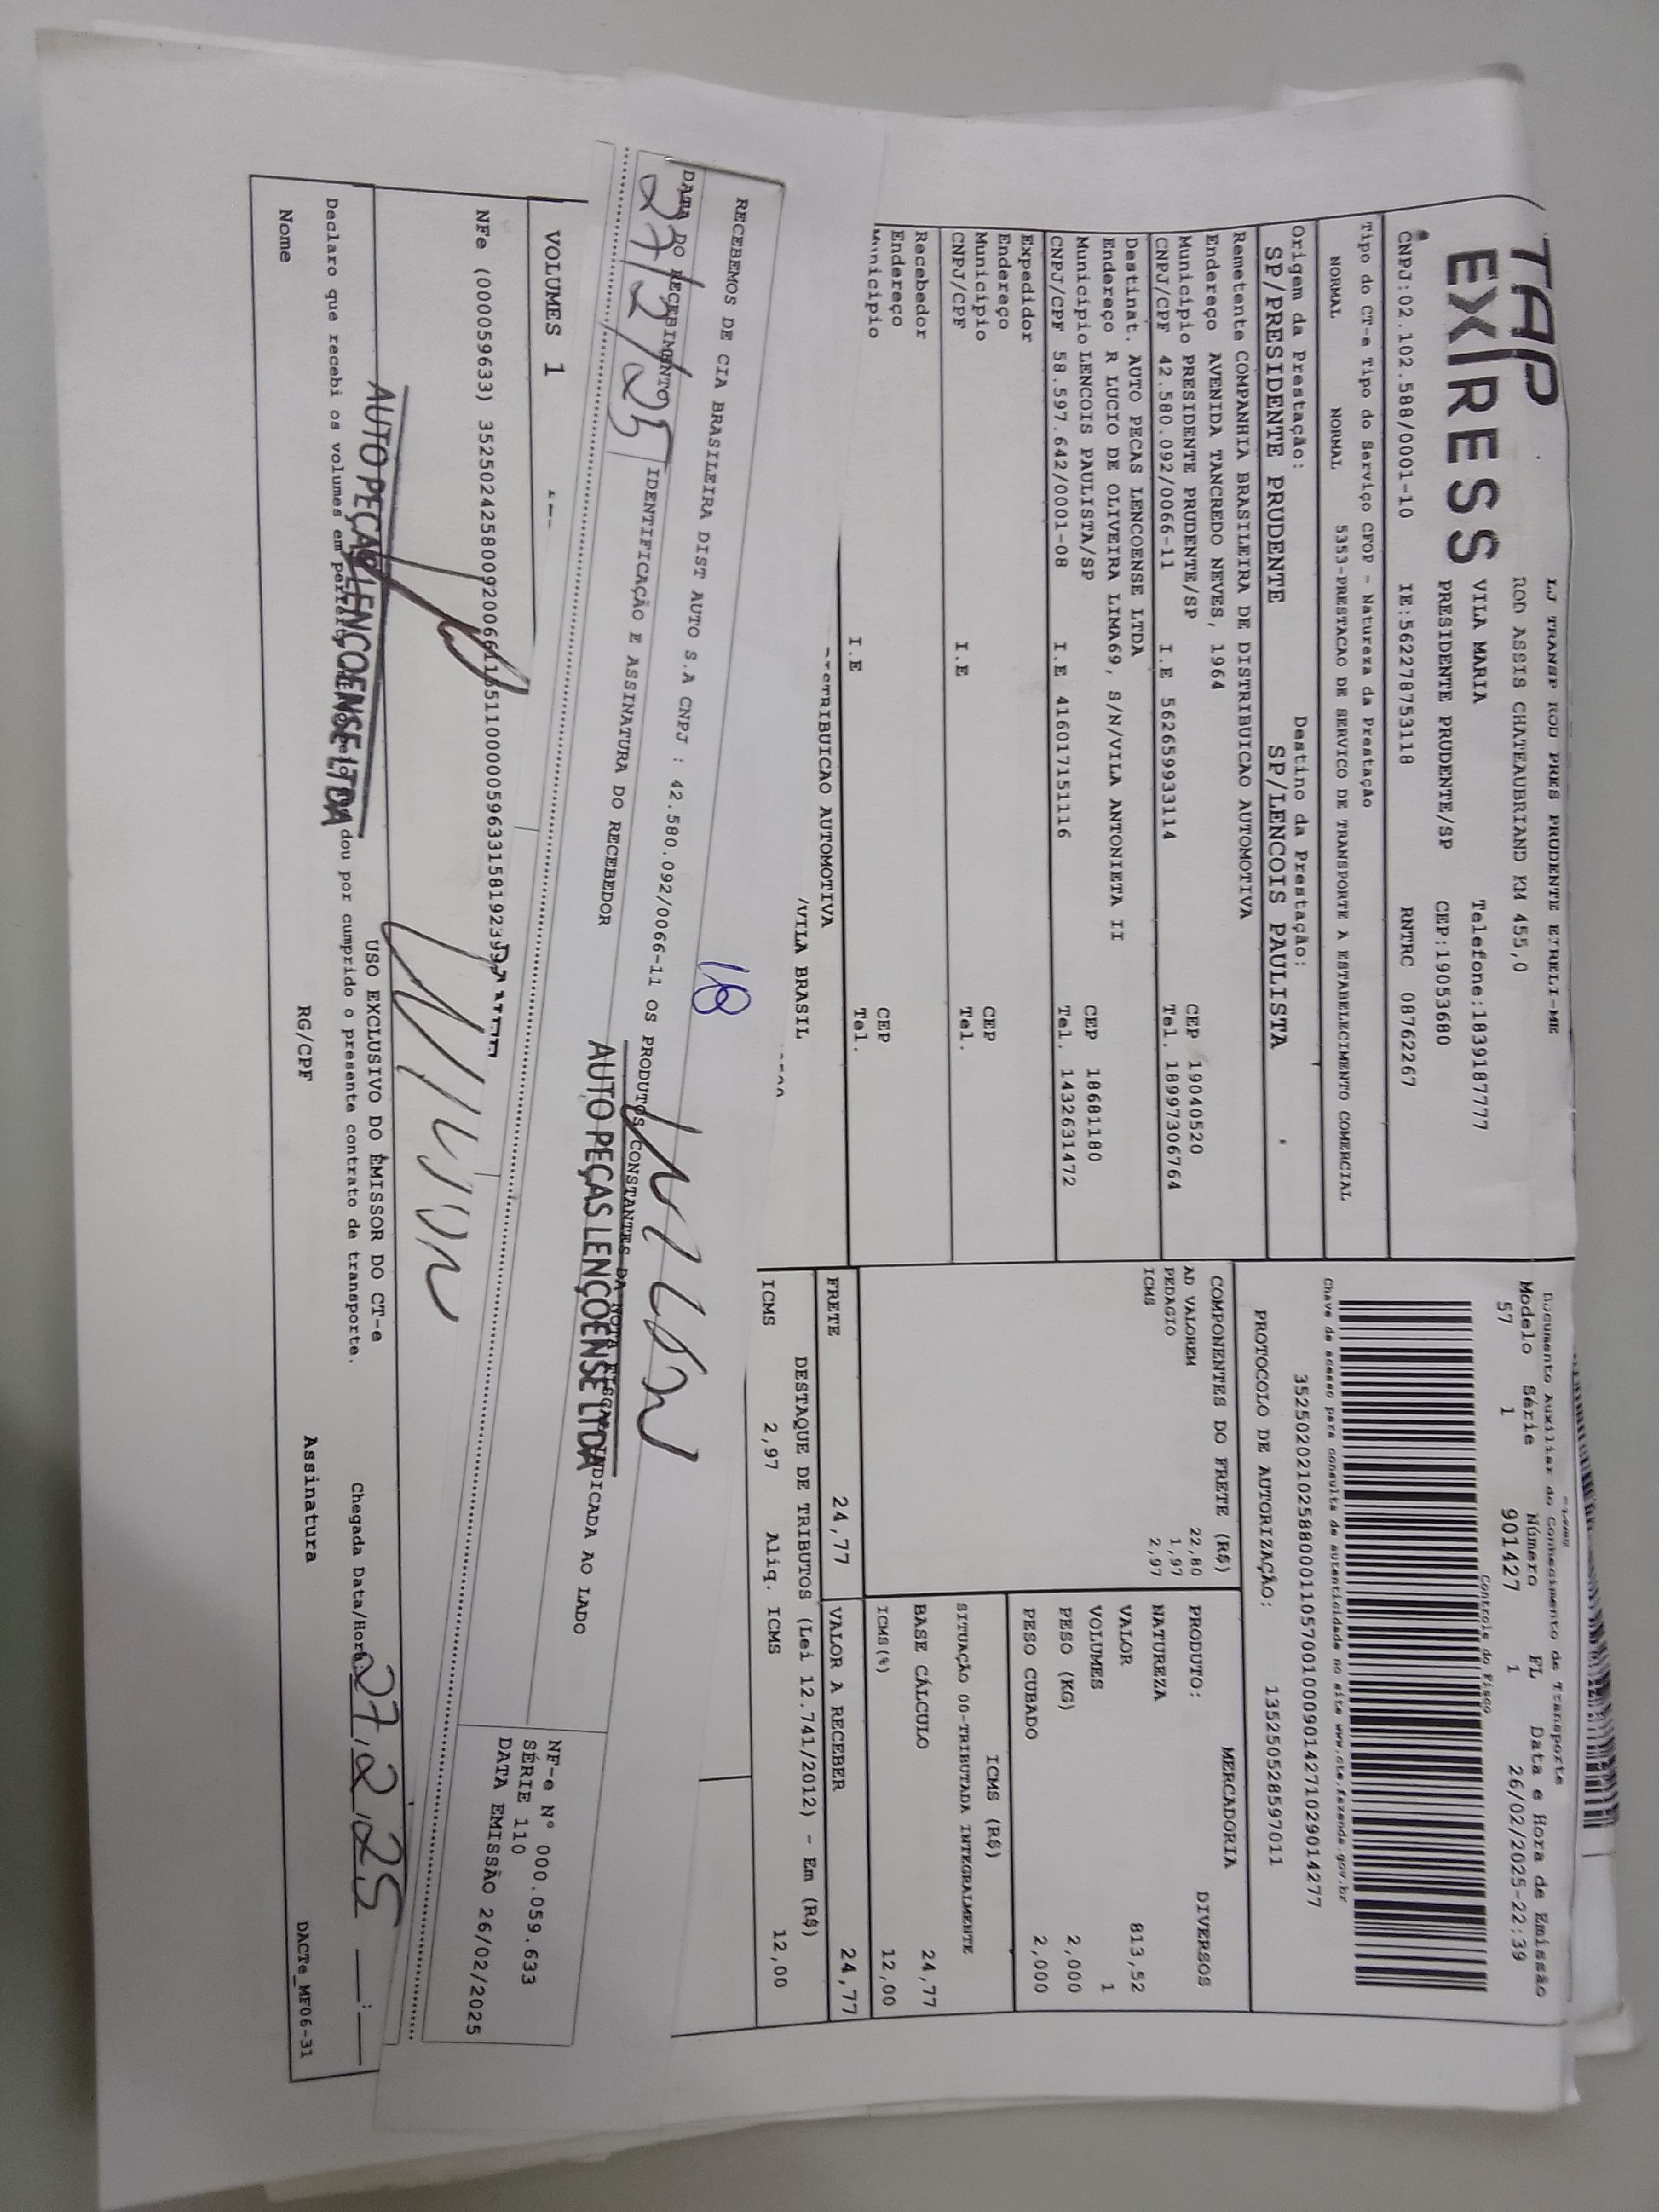 TAP
EXPRESS
LJ TRANSP ROD PRES PRUDENTE EIRELI-ME
ROD ASSIS CHATEAUBRIAND KM 455,0
VILA MARIA Telefone:1839187777
PRESIDENTE PRUDENTE/SP CEP:19053680
CNPJ:02.102.588/0001-10 IE:562278753118 RNTRC 08762267
Documento Auxiliar do Conhecimento de Transporte
Modelo Série Número FL Data e Hora de Emissão
57 1 901427 1 26/02/2025-22:39
Controle do Fisco
Chave de acesso para consulta de autenticidade no site www.cte.fazenda.gov.br
35250202102588000110570010009014271029014277
PROTOCOLO DE AUTORIZAÇÃO: 135250528597011
Tipo do CT-e Tipo do Serviço CFOP - Natureza da Prestação
NORMAL NORMAL 5353-PRESTACAO DE SERVICO DE TRANSPORTE A ESTABELECIMENTO COMERCIAL
Origem da Prestação: Destino da Prestação:
SP/PRESIDENTE PRUDENTE SP/LENCOIS PAULISTA
Remetente COMPANHIA BRASILEIRA DE DISTRIBUICAO AUTOMOTIVA
Endereço AVENIDA TANCREDO NEVES, 1964 CEP 19040520
Município PRESIDENTE PRUDENTE/SP Tel. 18997306764
CNPJ/CPF 42.580.092/0066-11 I.E 562659933114
Destinat. AUTO PECAS LENCOENSE LTDA
Endereço R LUCIO DE OLIVEIRA LIMA69, S/N/VILA ANTONIETA II
Município LENCOIS PAULISTA/SP CEP 18681180
CNPJ/CPF 58.597.642/0001-08 I.E 416017151116 Tel. 1432631472
Expedidor
Endereço
Município CEP
CNPJ/CPF I.E Tel.
Recebedor
Endereço
Município CEP
I.E Tel.
TRIBUICAO AUTOMOTIVA
/VILA BRASIL
COMPONENTES DO FRETE (R$)
AD VALOREM 22,80
PEDAGIO 1,97
ICMS 2,97
MERCADORIA
PRODUTO: DIVERSOS
NATUREZA
VALOR 813,52
VOLUMES 1
PESO (KG) 2,000
PESO CUBADO 2,000
ICMS (R$)
SITUAÇÃO 00-TRIBUTADA INTEGRALMENTE
BASE CÁLCULO 24,77
ICMS(%) 12,00
FRETE 24,77 VALOR A RECEBER 24,77
DESTAQUE DE TRIBUTOS (Lei 12.741/2012) - Em (R$)
ICMS 2,97 Aliq. ICMS 12,00
18
RECEBEMOS DE CIA BRASILEIRA DIST AUTO S.A CNPJ : 42.580.092/0066-11 OS PRODUTOS CONSTANTES DA NOTA FISCAL INDICADA AO LADO
DATA DO RECEBIMENTO IDENTIFICAÇÃO E ASSINATURA DO RECEBEDOR
27/2/25
AUTO PEÇAS LENÇOENSE LTDA
NF-e Nº 000.059.633
SÉRIE 110
DATA EMISSÃO 26/02/2025
VOLUMES 1
AUTO PEÇAS LENÇOENSE LTDA
USO EXCLUSIVO DO EMISSOR DO CT-e
Declaro que recebi os volumes em dou por cumprido o presente contrato de transporte.
Chegada Data/Hora 27/2/25
Nome RG/CPF Assinatura
DACTe_MF06-31